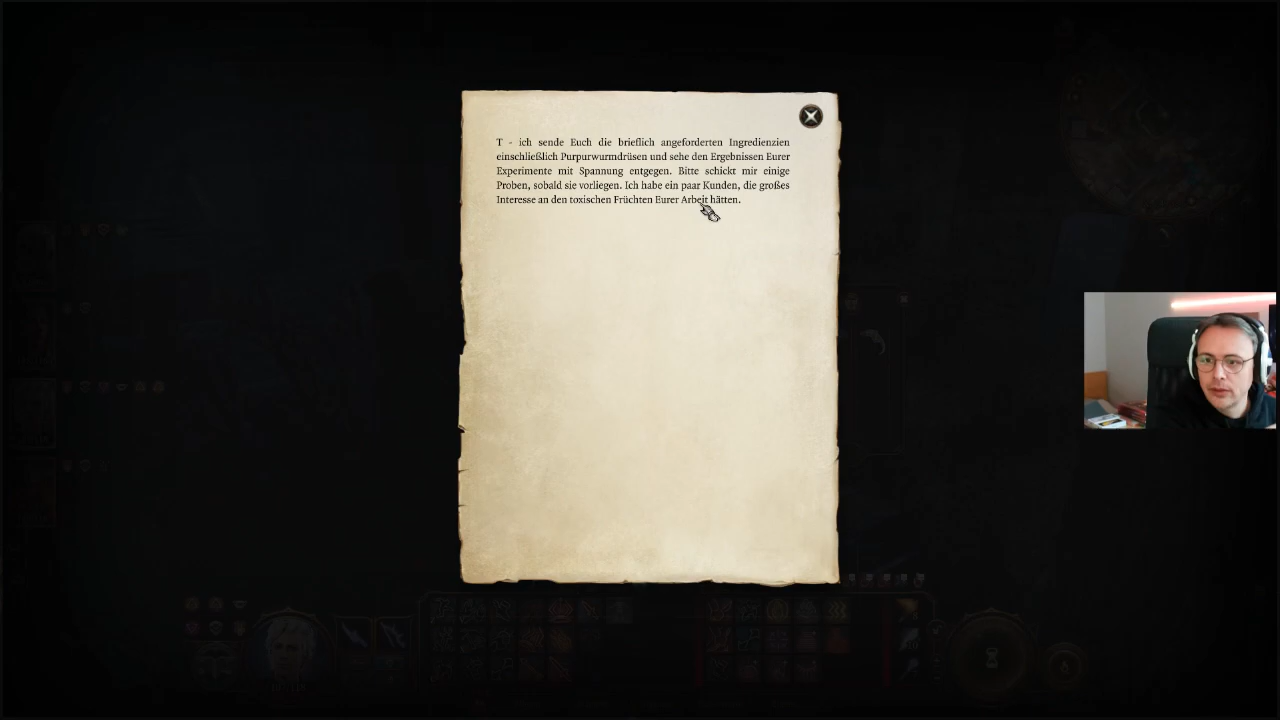 T - ich sende Euch die brieflich angeforderten Ingredienzien
einschließlich Purpurwurmdrüsen und sehe den Ergebnissen Eurer
Experimente mit Spannung entgegen. Bitte schickt mir einige
Proben, sobald sie vorliegen. Ich habe ein paar Kunden, die großes
Interesse an den toxischen Früchten Eurer Arbeit hätten.